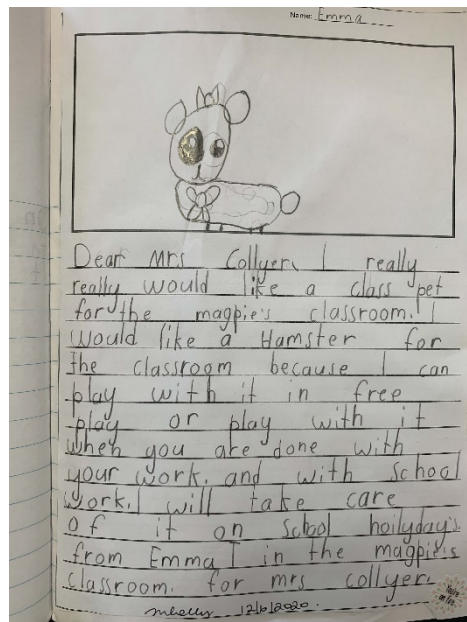 Name: Emma
Dear Mrs Collyer, I really
really would like a class pet
for the magpie's classroom. I
would like a Hamster for
the classroom because I can
play with it in free
play or play with it
when you are done with
your work. and with school
work. I will take care
of it on school hoilyday's
from Emma T in the magpie's
classroom. for mrs collyer.
12/6/2020.